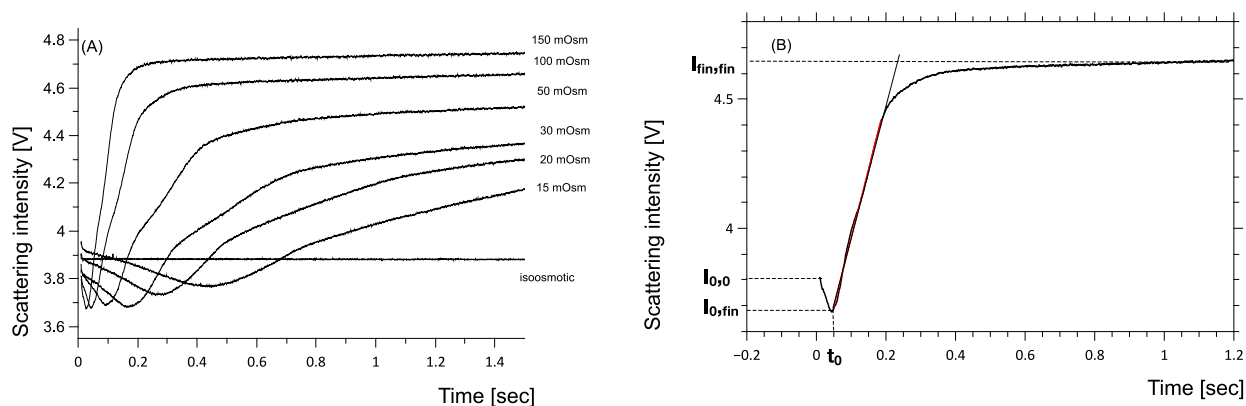 (A)
4.8
4.6
4.4
4.2
4
3.8
3.6
Scattering intensity [V]
150 mOsm
100 mOsm
50 mOsm
30 mOsm
20 mOsm
15 mOsm
isoosmotic
0 0.2 0.4 0.6 0.8 1 1.2 1.4
Time [sec]
(B)
Ifin,fin
4.5
4
I0,0
I0,fin
Scattering intensity [V]
−0.2 0 t0 0.2 0.4 0.6 0.8 1 1.2
Time [sec]